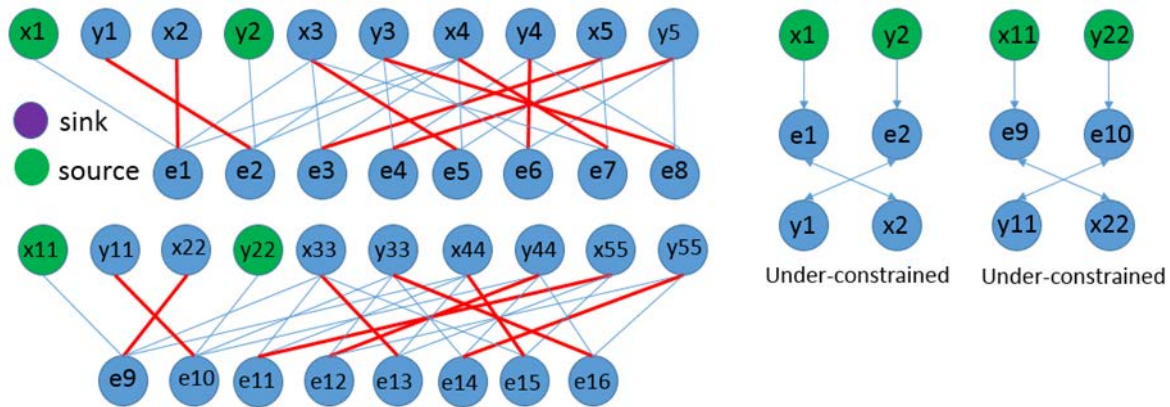 x1 y1 x2 y2 x3 y3 x4 y4 x5 y5
sink
source
e1 e2 e3 e4 e5 e6 e7 e8
x11 y11 x22 y22 x33 y33 x44 y44 x55 y55
e9 e10 e11 e12 e13 e14 e15 e16
x1 y2
e1 e2
y1 x2
Under-constrained
x11 y22
e9 e10
y11 x22
Under-constrained